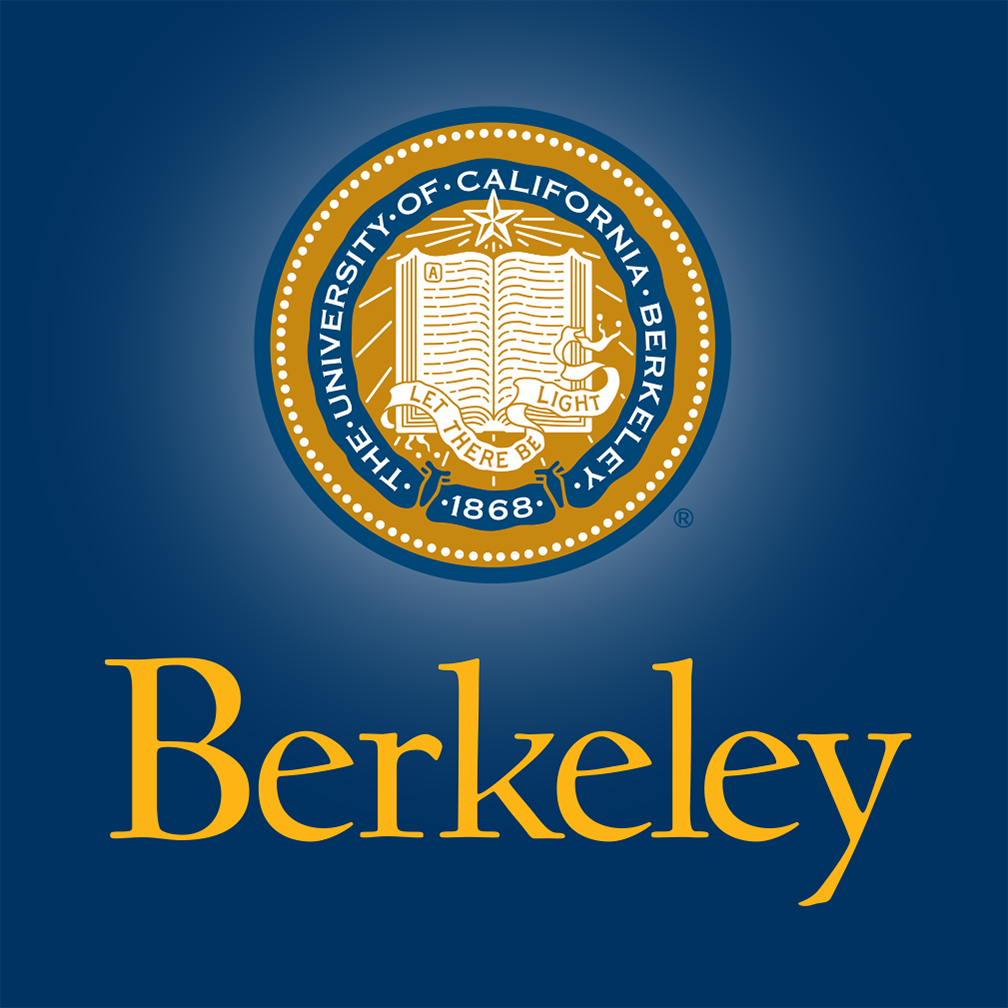 THE·UNIVERSITY·OF·CALIFORNIA·BERKELEY·
A
LET THERE BE LIGHT
·1868·
®
Berkeley